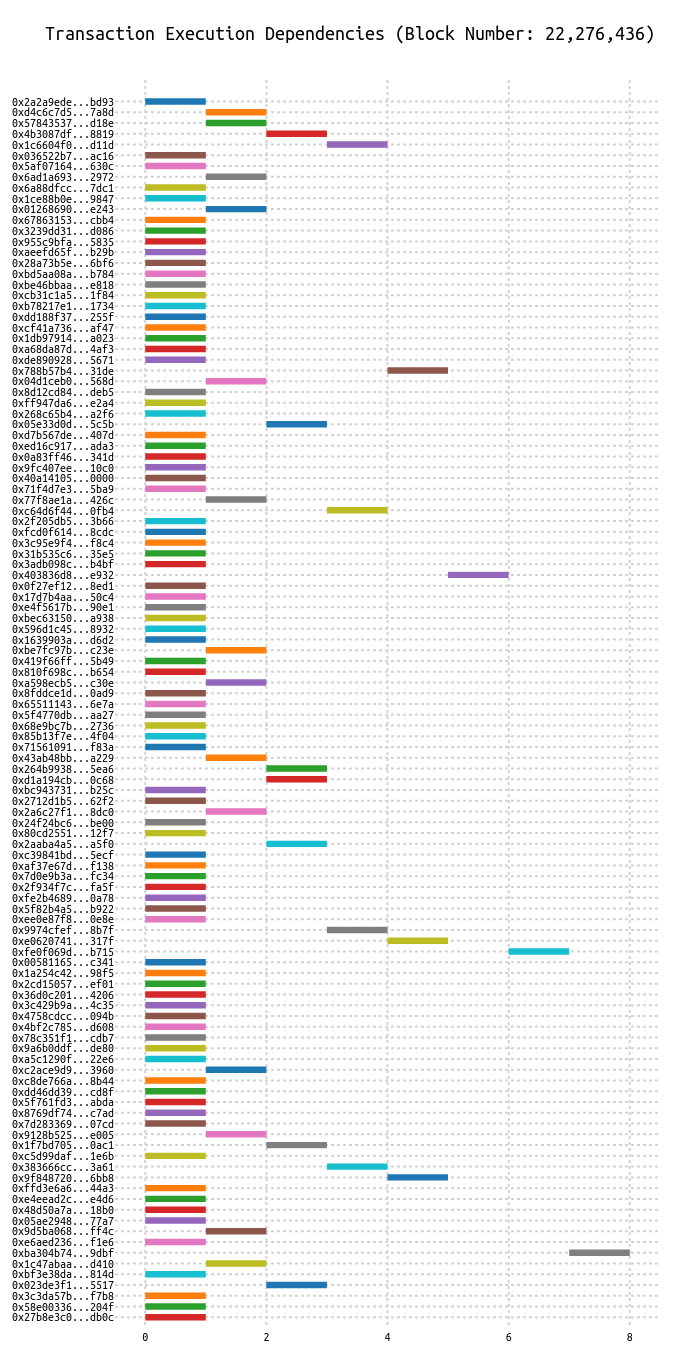 Transaction Execution Dependencies (Block Number: 22,276,436)
0x2a2a9ede...bd93
0xd4c6c7d5...7a8d
0x57843537...d18e
0x4b3087df...8819
0x1c6604f0...d11d
0x036522b7...ac16
0x5af07164...630c
0x6ad1a693...2972
0x6a88dfcc...7dc1
0x1ce88b0e...9847
0x01268690...e243
0x67863153...cbb4
0x3239dd31...d086
0x955c9bfa...5835
0xaeefd65f...b29b
0x28a73b5e...6bf6
0xbd5aa08a...b784
0xbe46bbaa...e818
0xcb31c1a5...1f84
0xb78217e1...1734
0xdd188f37...255f
0xcf41a736...af47
0x1db97914...a023
0xa68da87d...4af3
0xde890928...5671
0x788b57b4...31de
0x04d1ceb0...568d
0x8d12cd84...deb5
0xff947da6...e2a4
0x268c65b4...a2f6
0x05e33d0d...5c5b
0xd7b567de...407d
0xed16c917...ada3
0x0a83ff46...341d
0x9fc407ee...10c0
0x40a14105...0000
0x71f4d7e3...5ba9
0x77f8ae1a...426c
0xc64d6f44...0fb4
0x2f205db5...3b66
0xfcd0f614...8cdc
0x3c95e9f4...f8c4
0x31b535c6...35e5
0x3adb098c...b4bf
0x403836d8...e932
0x0f27ef12...8ed1
0x17d7b4aa...50c4
0xe4f5617b...90e1
0xbec63150...a938
0x596d1c45...8932
0x1639903a...d6d2
0xbe7fc97b...c23e
0x419f66ff...5b49
0x810f698c...b654
0xa598ecb5...c30e
0x8fddce1d...0ad9
0x65511143...6e7a
0x5f4770db...aa27
0x68e9bc7b...2736
0x85b13f7e...4f04
0x71561091...f83a
0x43ab48bb...a229
0x264b9938...5ea6
0xd1a194cb...0c68
0xbc943731...b25c
0x2712d1b5...62f2
0x2a6c27f1...8dc0
0x24f24bc6...be00
0x80cd2551...12f7
0x2aaba4a5...a5f0
0xc39841bd...5ecf
0xaf37e67d...f138
0x7d0e9b3a...fc34
0x2f934f7c...fa5f
0xfe2b4689...0a78
0x5f82b4a5...b922
0xee0e87f8...0e8e
0x9974cfef...8b7f
0xe0620741...317f
0xfe0f069d...b715
0x00581165...c341
0x1a254c42...98f5
0x2cd15057...ef01
0x36d0c201...4206
0x3c429b9a...4c35
0x4758cdcc...094b
0x4bf2c785...d608
0x78c351f1...cdb7
0x9a6b0ddf...de80
0xa5c1290f...22e6
0xc2ace9d9...3960
0xc8de766a...8b44
0xdd46dd39...cd8f
0x5f761fd3...abda
0x8769df74...c7ad
0x7d283369...07cd
0x9128b525...e005
0x1f7bd705...0ac1
0xc5d99daf...1e6b
0x383666cc...3a61
0x9f848720...6bb8
0xffd3e6a6...44a3
0xe4eead2c...e4d6
0x48d50a7a...18b0
0x05ae2948...77a7
0x9d5ba068...ff4c
0xe6aed236...f1e6
0xba304b74...9dbf
0x1c47abaa...d410
0xbf3e38da...814d
0x023de3f1...5517
0x3c3da57b...f7b8
0x58e00336...204f
0x27b8e3c0...db0c
0 2 4 6 8